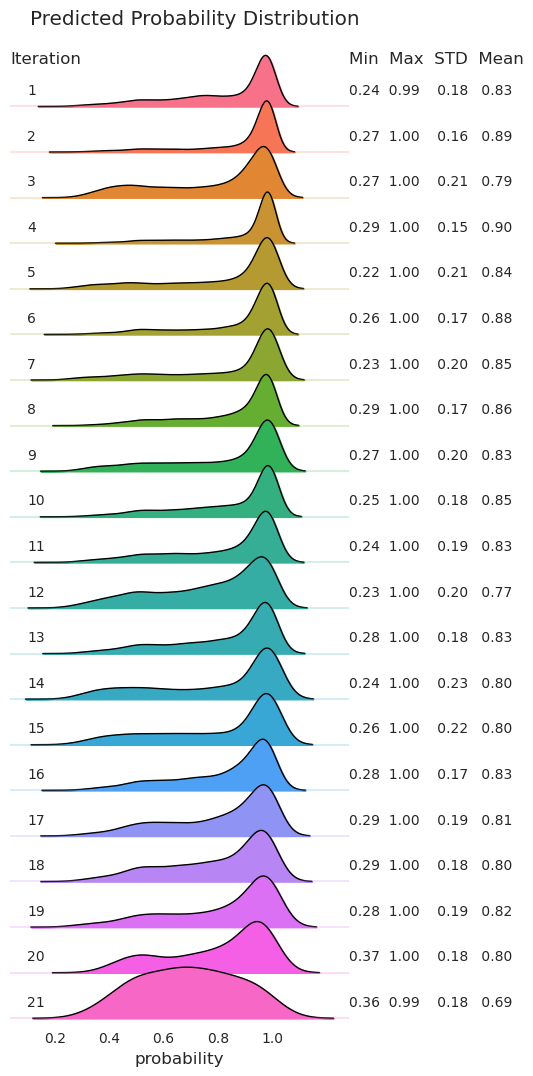 Predicted Probability Distribution
Iteration Min Max STD Mean
1 0.24 0.99 0.18 0.83
2 0.27 1.00 0.16 0.89
3 0.27 1.00 0.21 0.79
4 0.29 1.00 0.15 0.90
5 0.22 1.00 0.21 0.84
6 0.26 1.00 0.17 0.88
7 0.23 1.00 0.20 0.85
8 0.29 1.00 0.17 0.86
9 0.27 1.00 0.20 0.83
10 0.25 1.00 0.18 0.85
11 0.24 1.00 0.19 0.83
12 0.23 1.00 0.20 0.77
13 0.28 1.00 0.18 0.83
14 0.24 1.00 0.23 0.80
15 0.26 1.00 0.22 0.80
16 0.28 1.00 0.17 0.83
17 0.29 1.00 0.19 0.81
18 0.29 1.00 0.18 0.80
19 0.28 1.00 0.19 0.82
20 0.37 1.00 0.18 0.80
21 0.36 0.99 0.18 0.69
0.2 0.4 0.6 0.8 1.0
probability